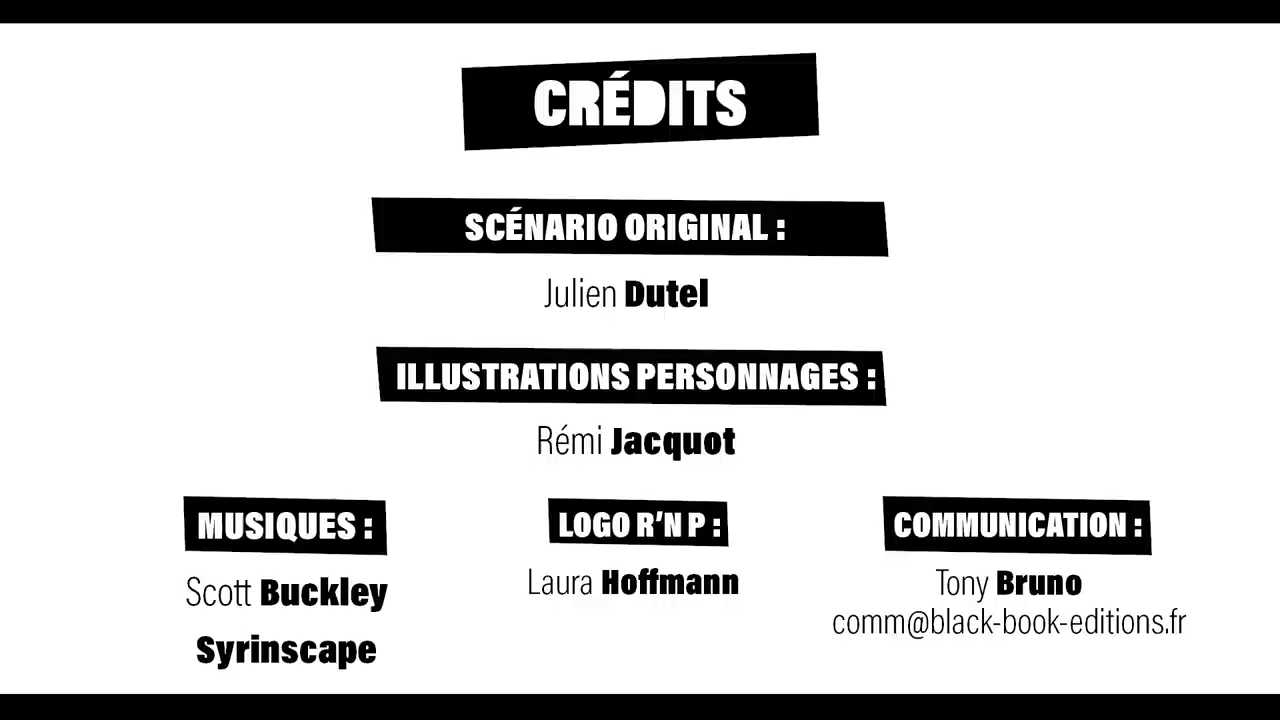 CRÉDITS
SCÉNARIO ORIGINAL :
Julien Dutel
ILLUSTRATIONS PERSONNAGES :
Rémi Jacquot
MUSIQUES :
Scott Buckley
Syrinscape
LOGO R'N P :
Laura Hoffmann
COMMUNICATION :
Tony Bruno
comm@black-book-editions.fr